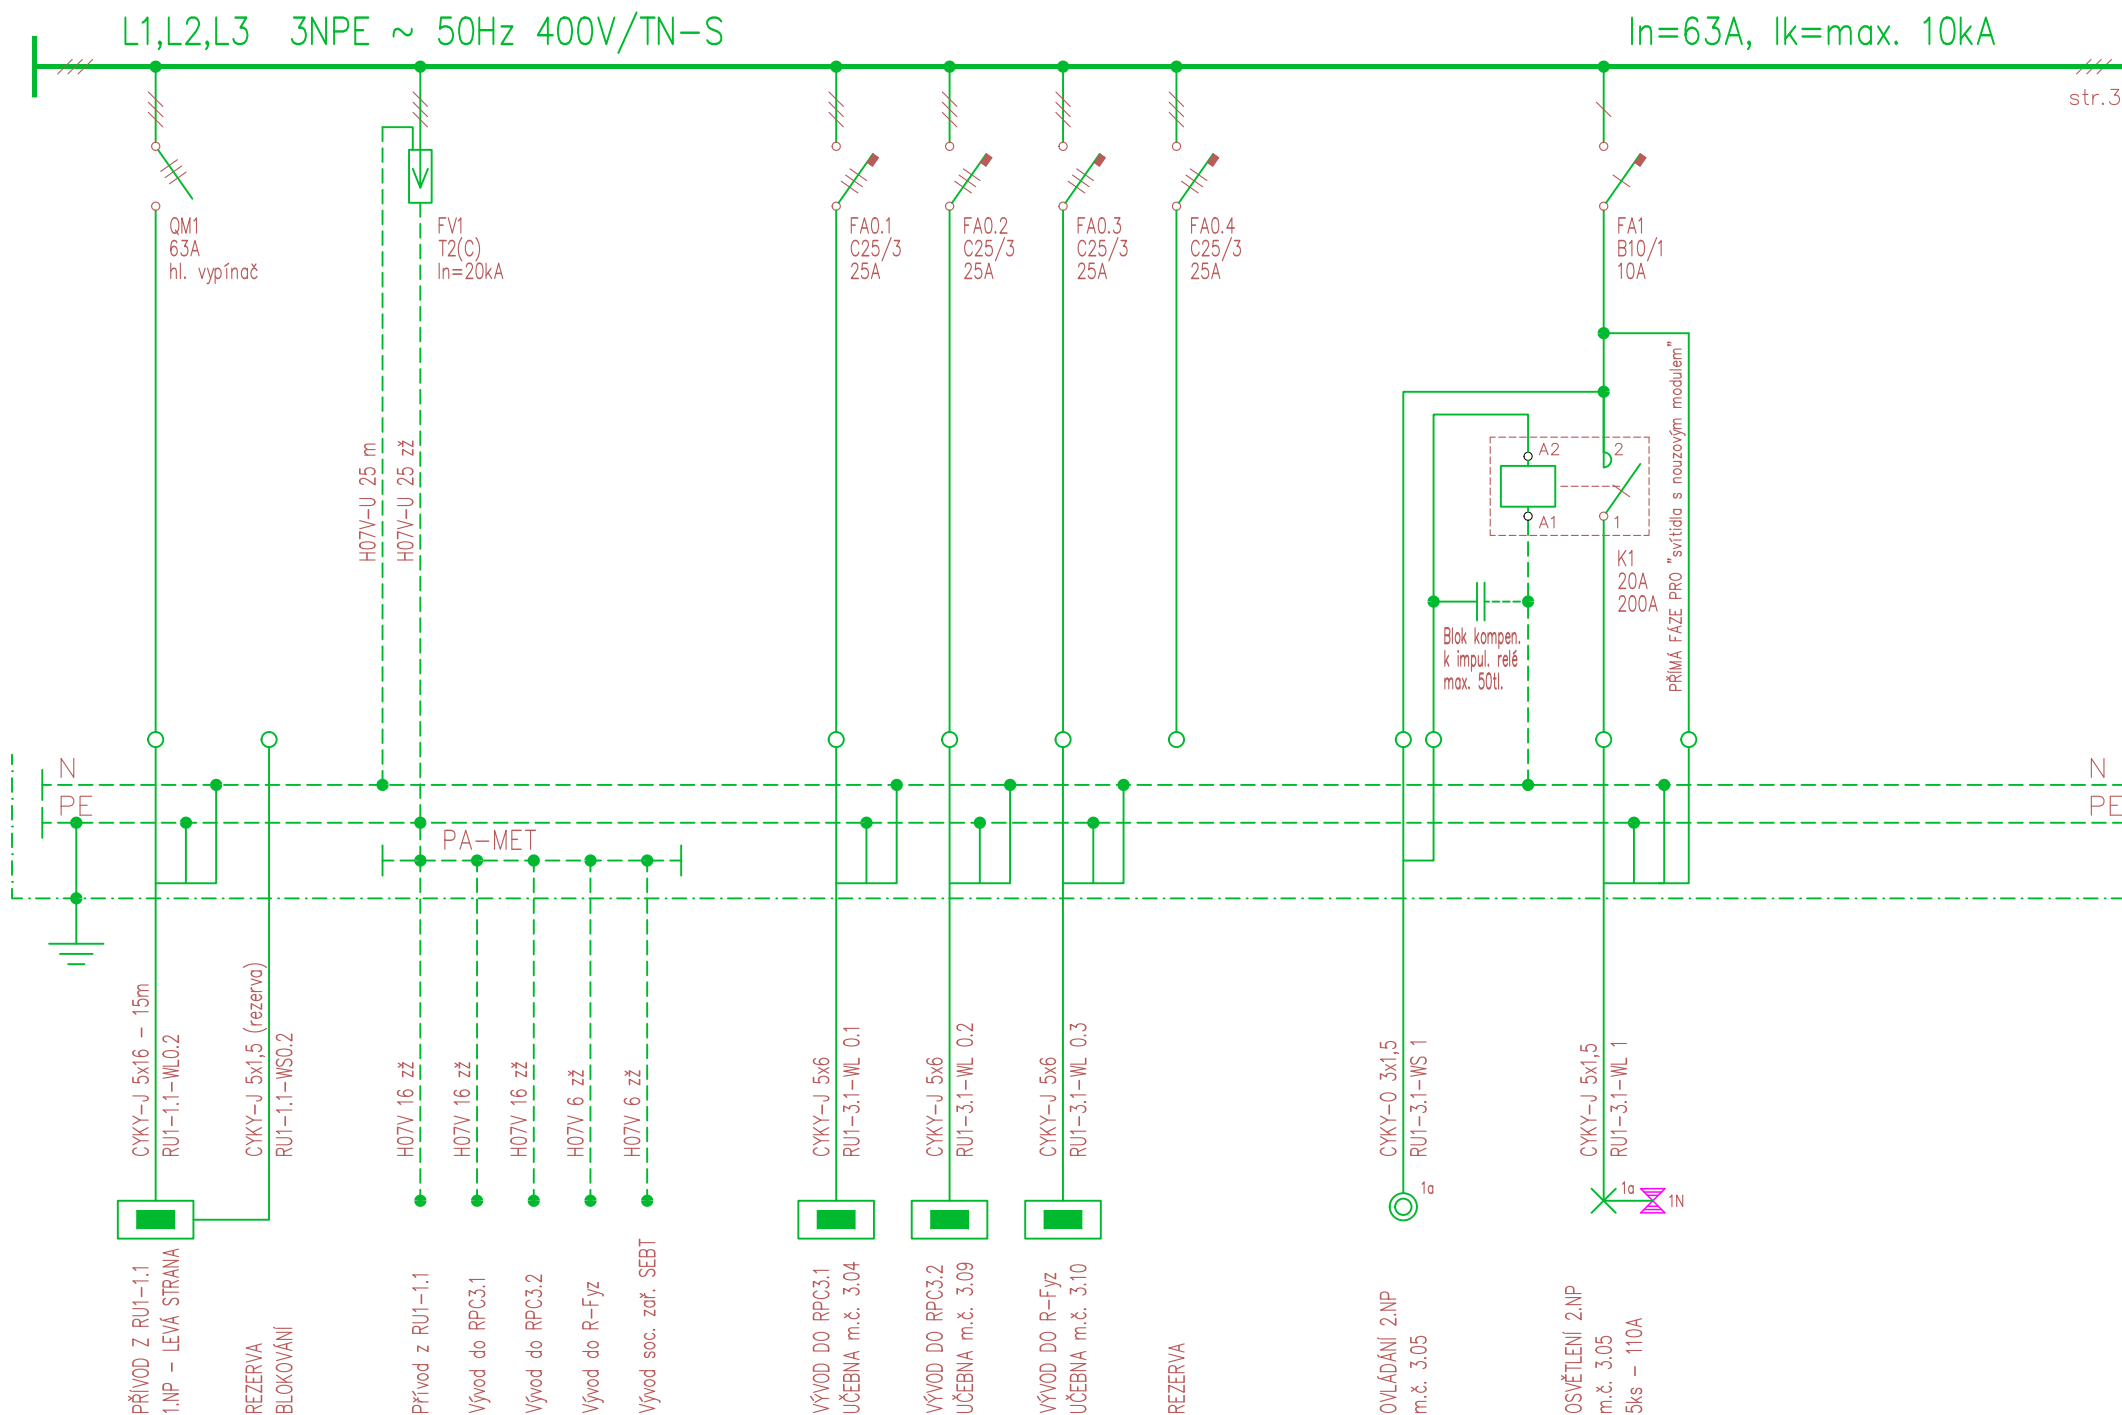 L1,L2,L3 3NPE ~ 50Hz 400V/TN-S
In=63A, Ik=max. 10kA
str.3
QM1
63A
hl. vypínač
FV1
T2(C)
In=20kA
FA0.1
C25/3
25A
FA0.2
C25/3
25A
FA0.3
C25/3
25A
FA0.4
C25/3
25A
FA1
B10/1
10A
H07V-U 25 m
H07V-U 25 zž
A2
2
A1
1
K1
20A
200A
PŘÍMÁ FÁZE PRO "svítidla s nouzovým modulem"
Blok kompen.
k impul. relé
max. 50tl.
N
PE
N
PE
PA-MET
CYKY-J 5x16 - 15m
RU1-1.1-WL0.2
CYKY-J 5x1,5 (rezerva)
RU1-1.1-WS0.2
H07V 16 zž
H07V 16 zž
H07V 16 zž
H07V 6 zž
H07V 6 zž
CYKY-J 5x6
RU1-3.1-WL 0.1
CYKY-J 5x6
RU1-3.1-WL 0.2
CYKY-J 5x6
RU1-3.1-WL 0.3
CYKY-O 3x1,5
RU1-3.1-WS 1
CYKY-J 5x1,5
RU1-3.1-WL 1
1a
1a
1N
PŘÍVOD Z RU1-1.1
1.NP - LEVÁ STRANA
REZERVA
BLOKOVÁNÍ
Přívod z RU1-1.1
Vývod do RPC3.1
Vývod do RPC3.2
Vývod do R-Fyz
Vývod soc. zař. SEBT
VÝVOD DO RPC3.1
UČEBNA m.č. 3.04
VÝVOD DO RPC3.2
UČEBNA m.č. 3.09
VÝVOD DO R-Fyz
UČEBNA m.č. 3.10
REZERVA
OVLÁDÁNÍ 2.NP
m.č. 3.05
OSVĚTLENÍ 2.NP
m.č. 3.05
5ks - 110A